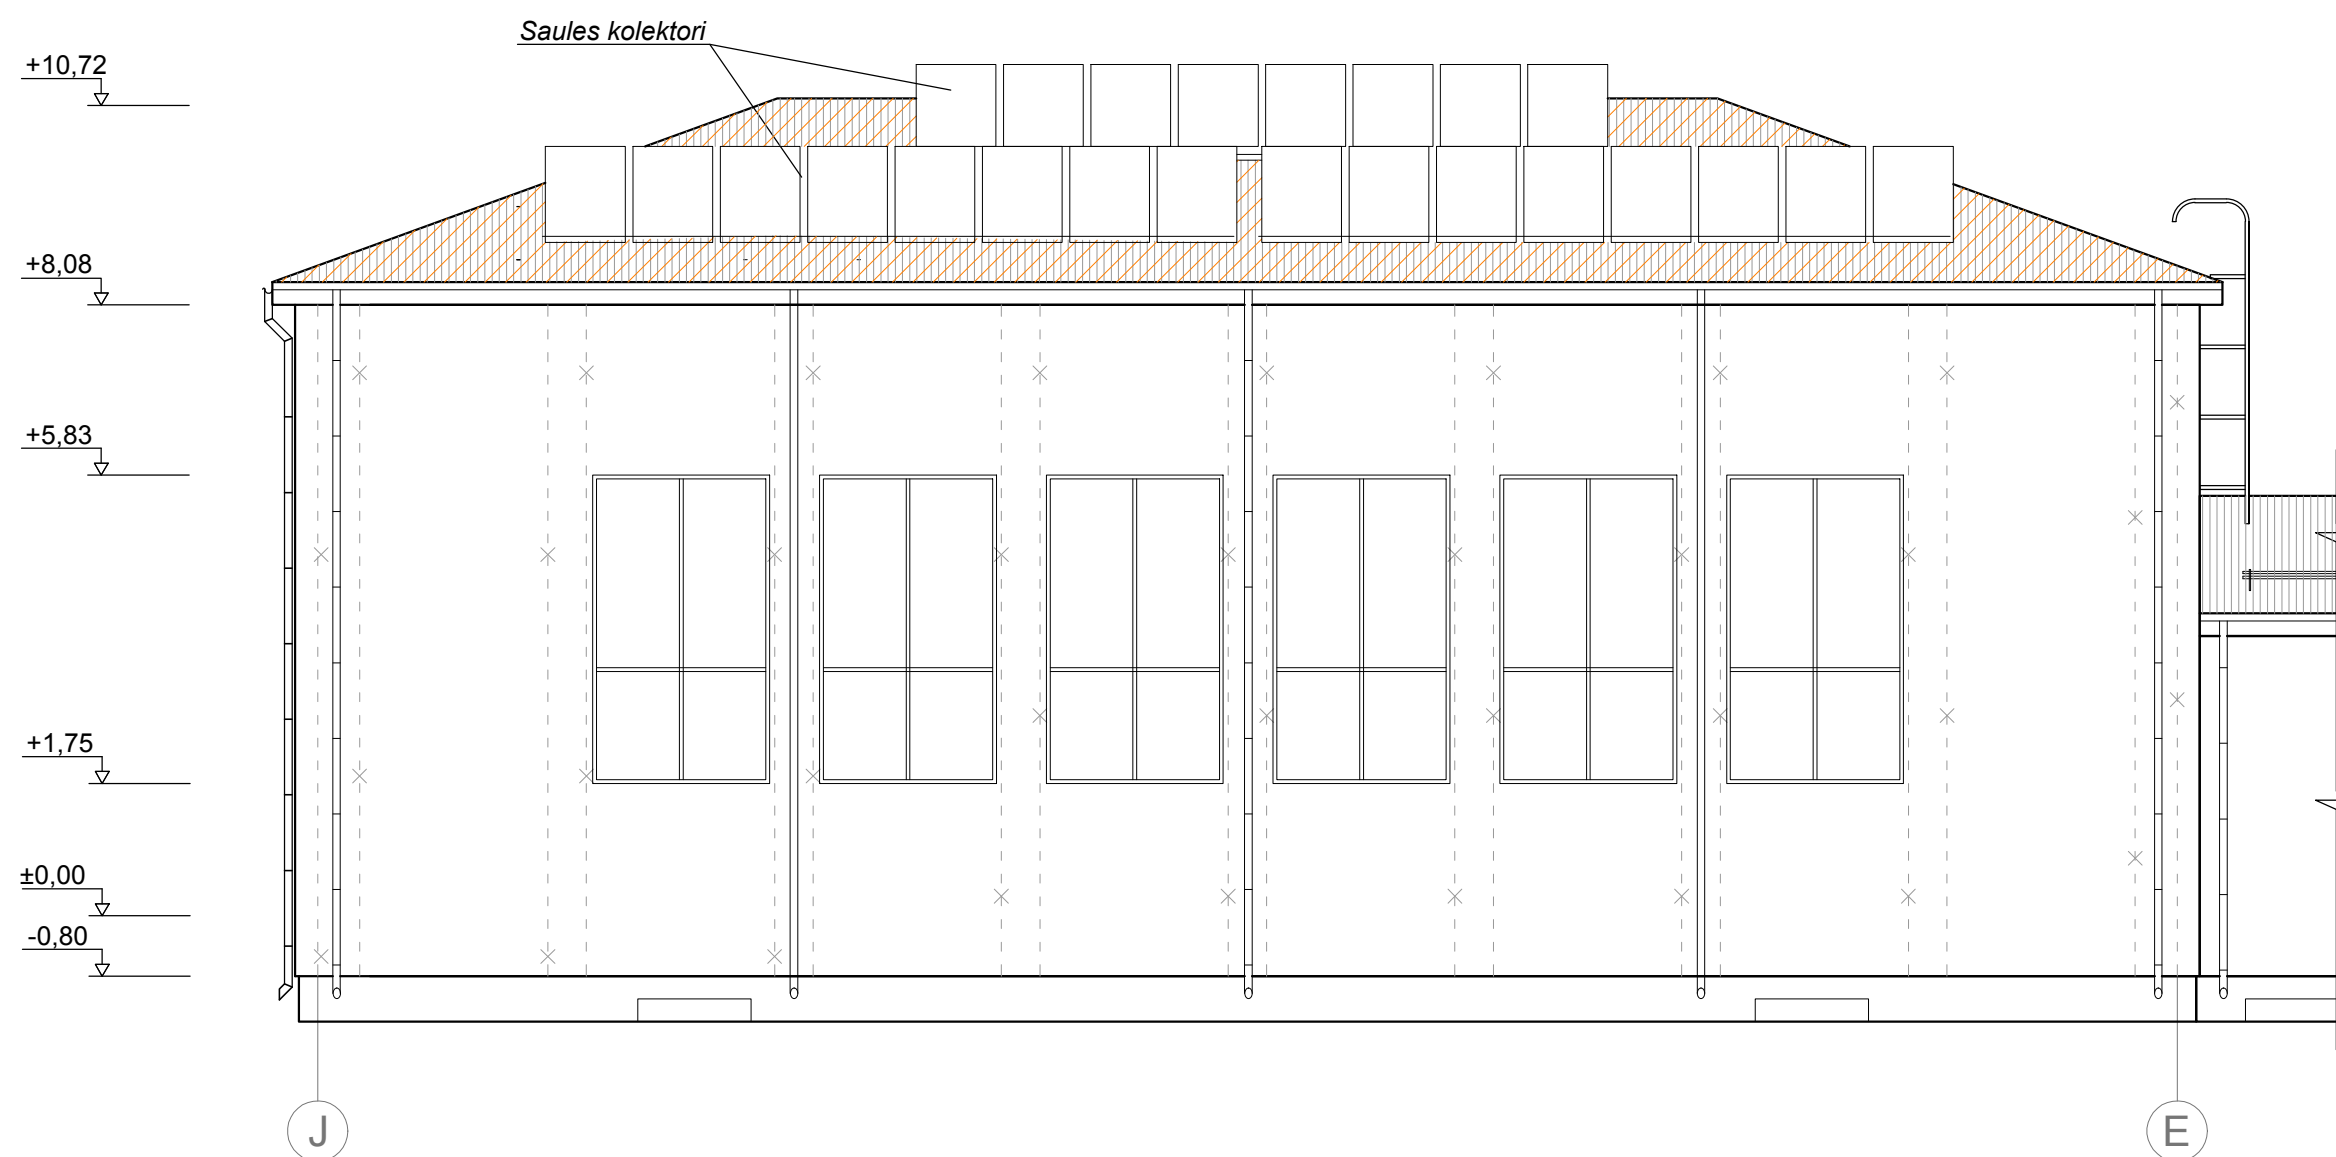 Saules kolektori
+10,72
+8,08
+5,83
+1,75
±0,00
-0,80
J
E